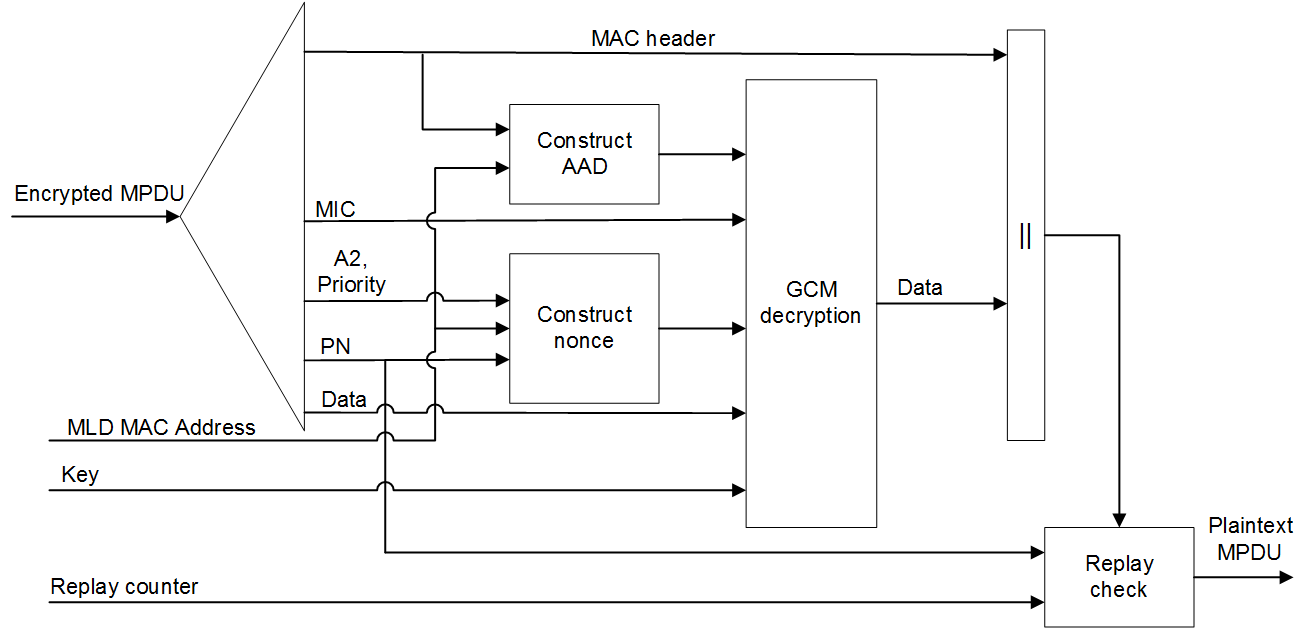 MAC header
Construct
AAD
Encrypted MPDU
MIC
A2,
Priority
PN
Data
Construct
nonce
GCM
decryption
Data
||
MLD MAC Address
Key
Replay counter
Replay
check
Plaintext
MPDU